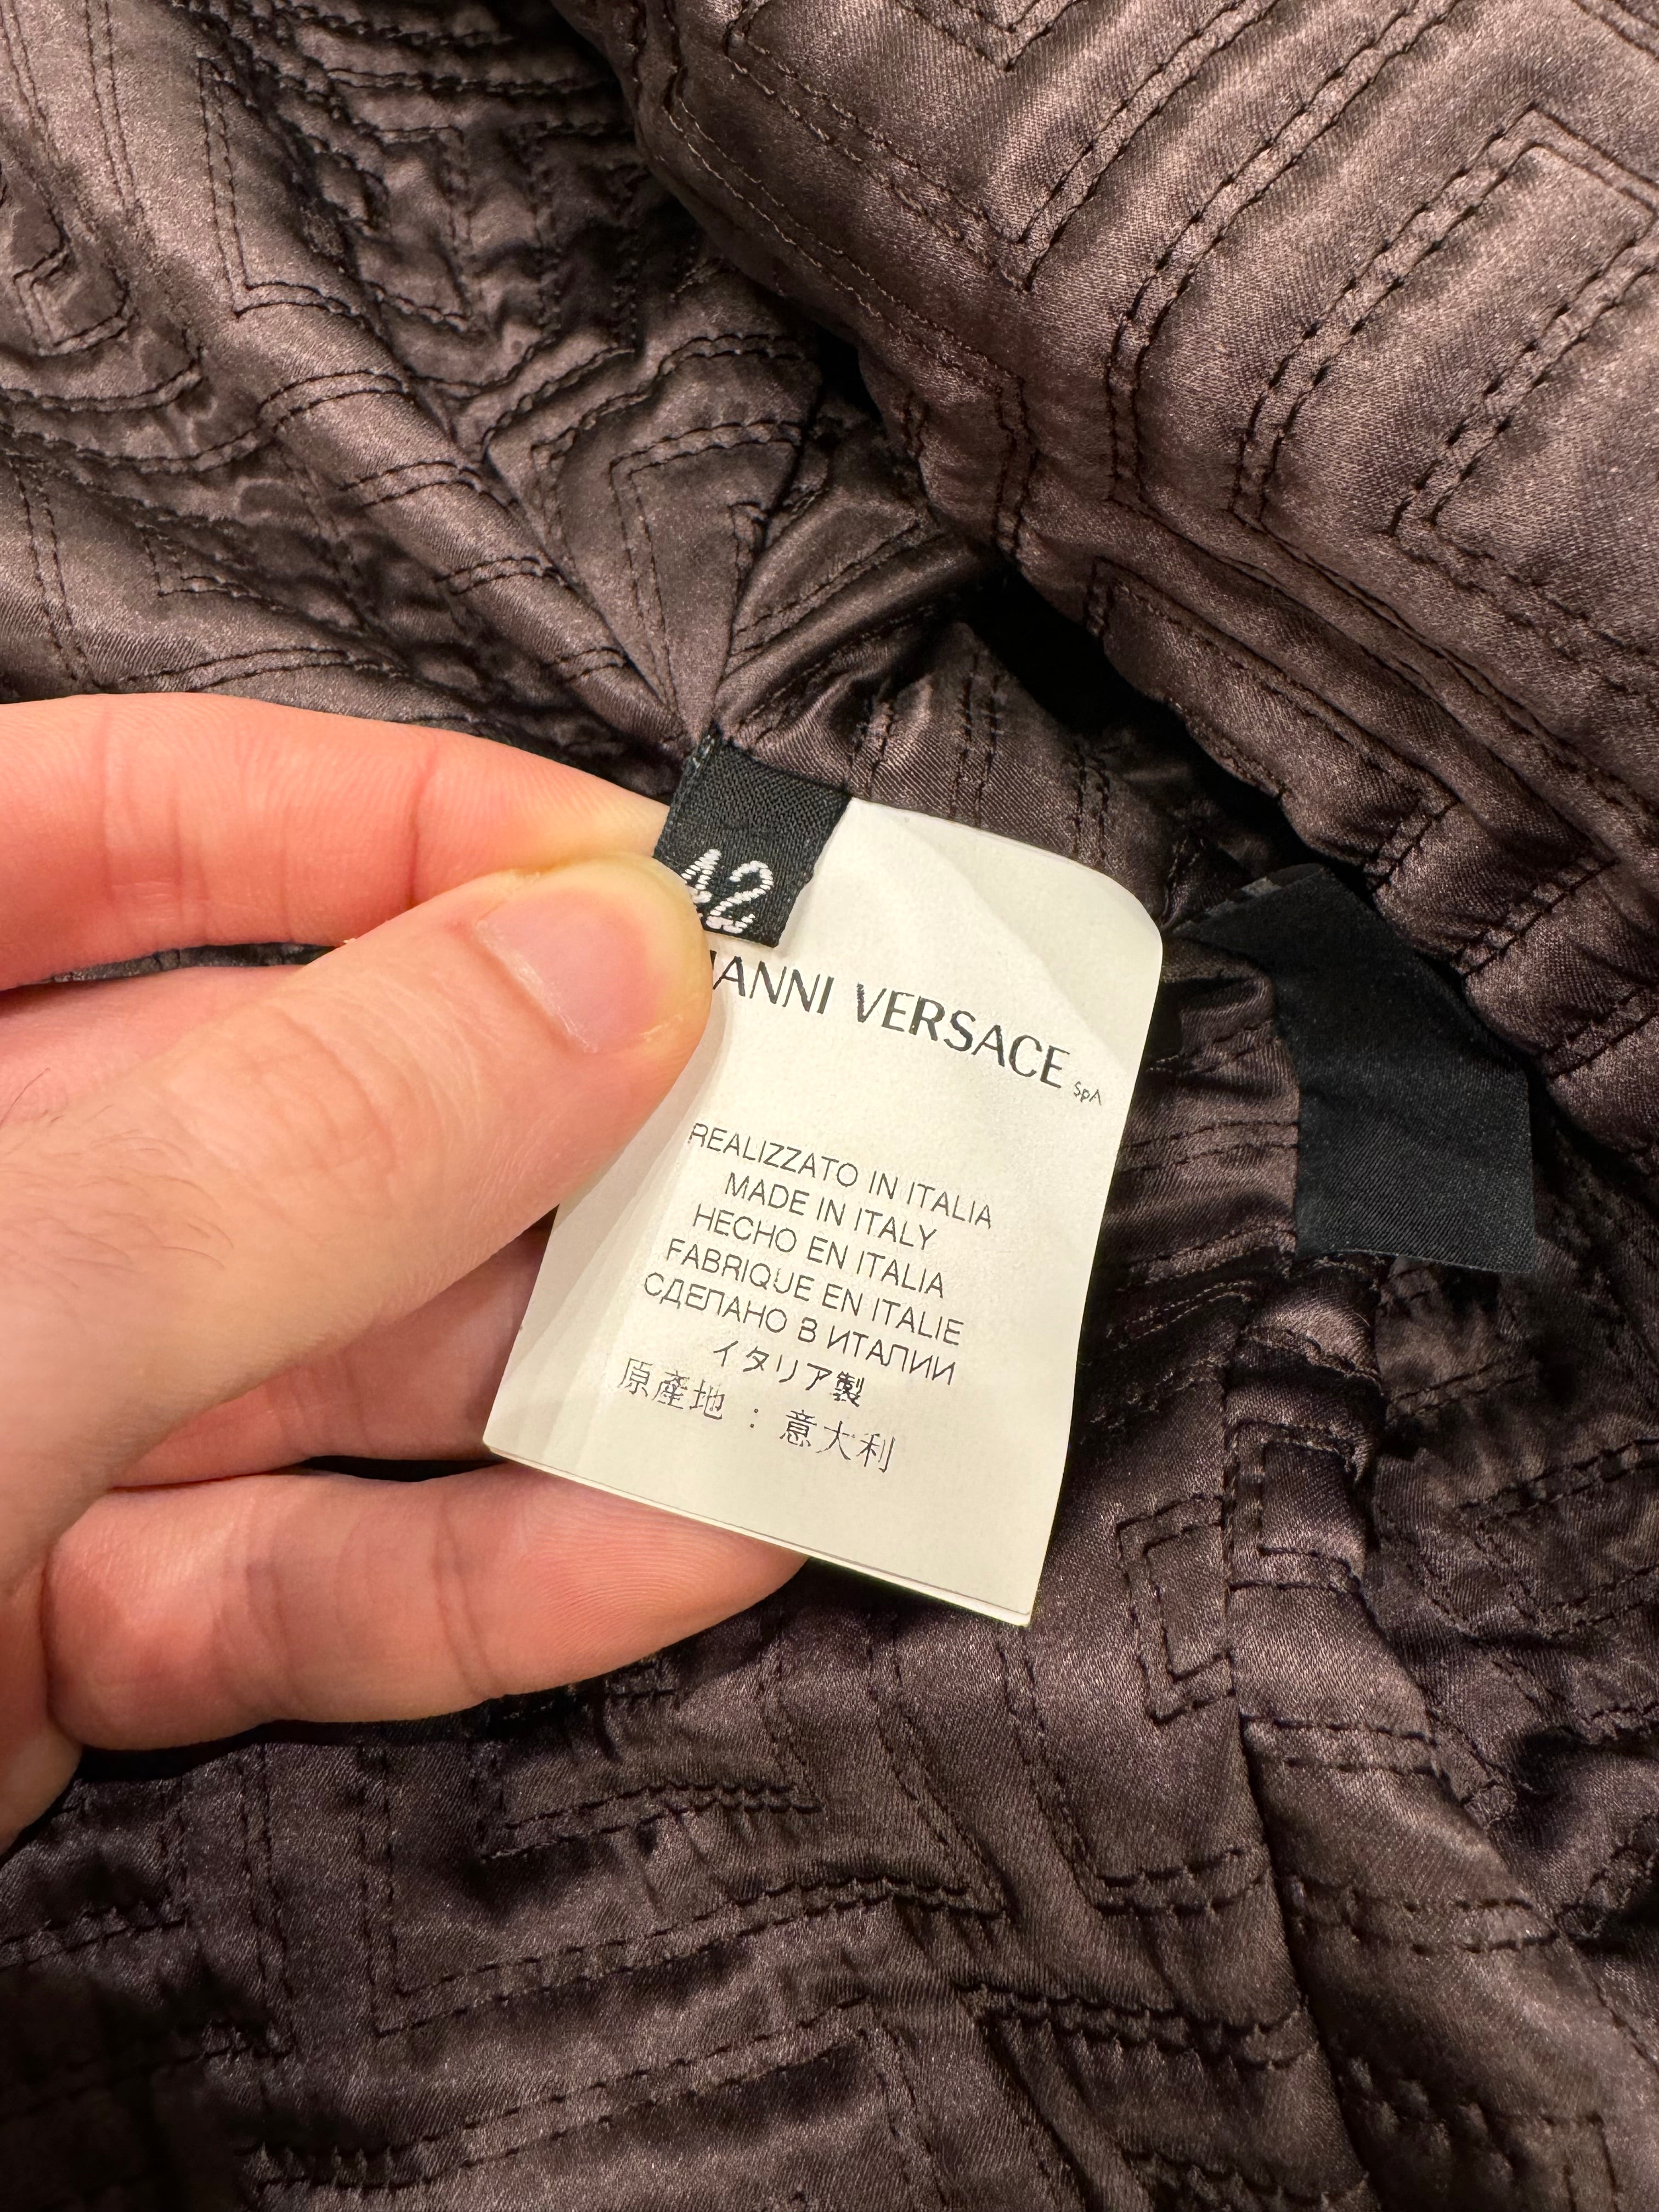 42
IANNI VERSACE SpA
REALIZZATO IN ITALIA
MADE IN ITALY
HECHO EN ITALIA
FABRIQUE EN ITALIE
СДЕЛАНО В ИТАЛИИ
イタリア製
原產地：意大利